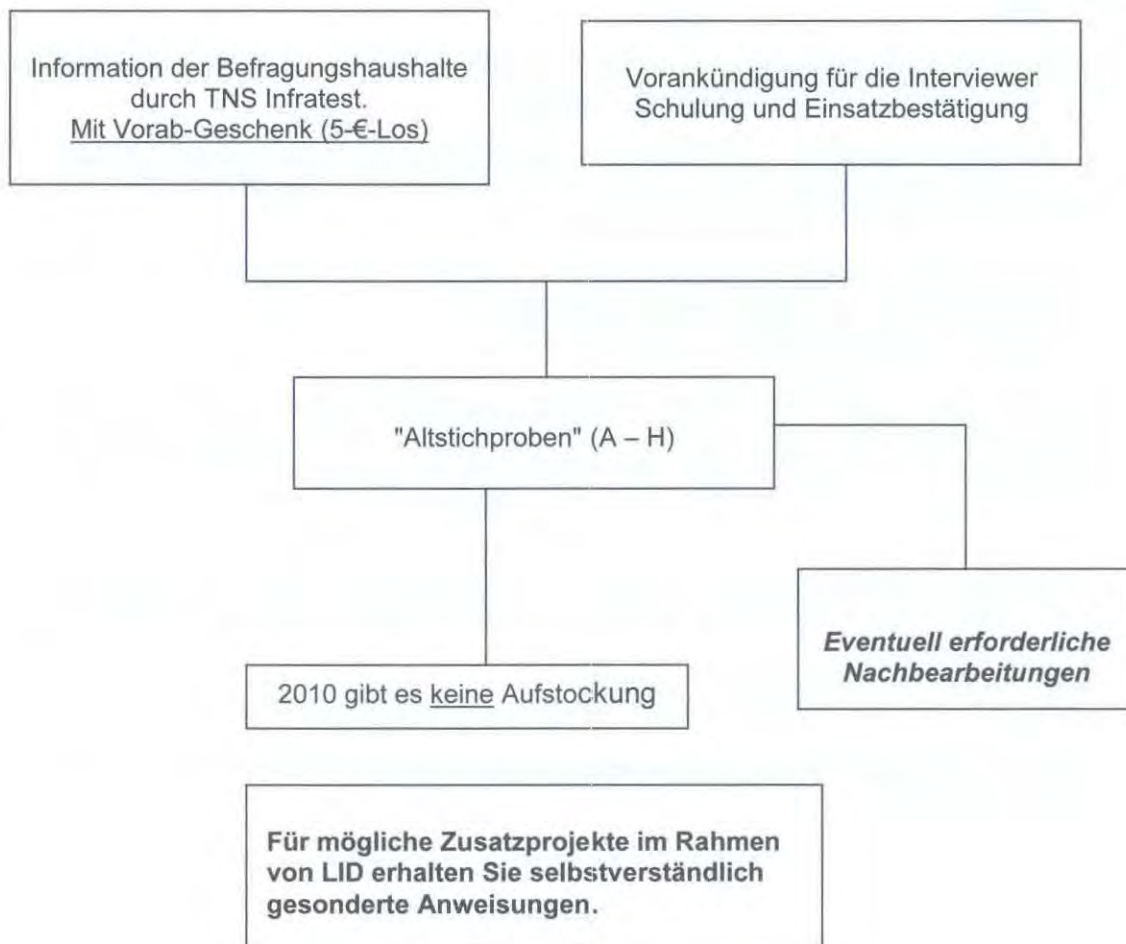 Information der Befragungshaushalte
durch TNS Infratest.
Mit Vorab-Geschenk (5-€-Los)
Vorankündigung für die Interviewer
Schulung und Einsatzbestätigung
"Altstichproben" (A – H)
Eventuell erforderliche
Nachbearbeitungen
2010 gibt es keine Aufstockung
Für mögliche Zusatzprojekte im Rahmen
von LID erhalten Sie selbstverständlich
gesonderte Anweisungen.